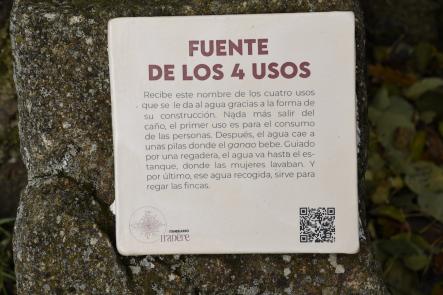 FUENTE
DE LOS 4 USOS
Recibe este nombre de los cuatro usos
que se le da al agua gracias a la forma de
su construcción. Nada más salir del
caño, el primer uso es para el consumo
de las personas. Después, el agua cae a
unas pilas donde el ganao bebe. Guiado
por una regadera, el agua va hasta el es-
tanque, donde las mujeres lavaban. Y
por último, ese agua recogida, sirve para
regar las fincas.
ITINERARIO